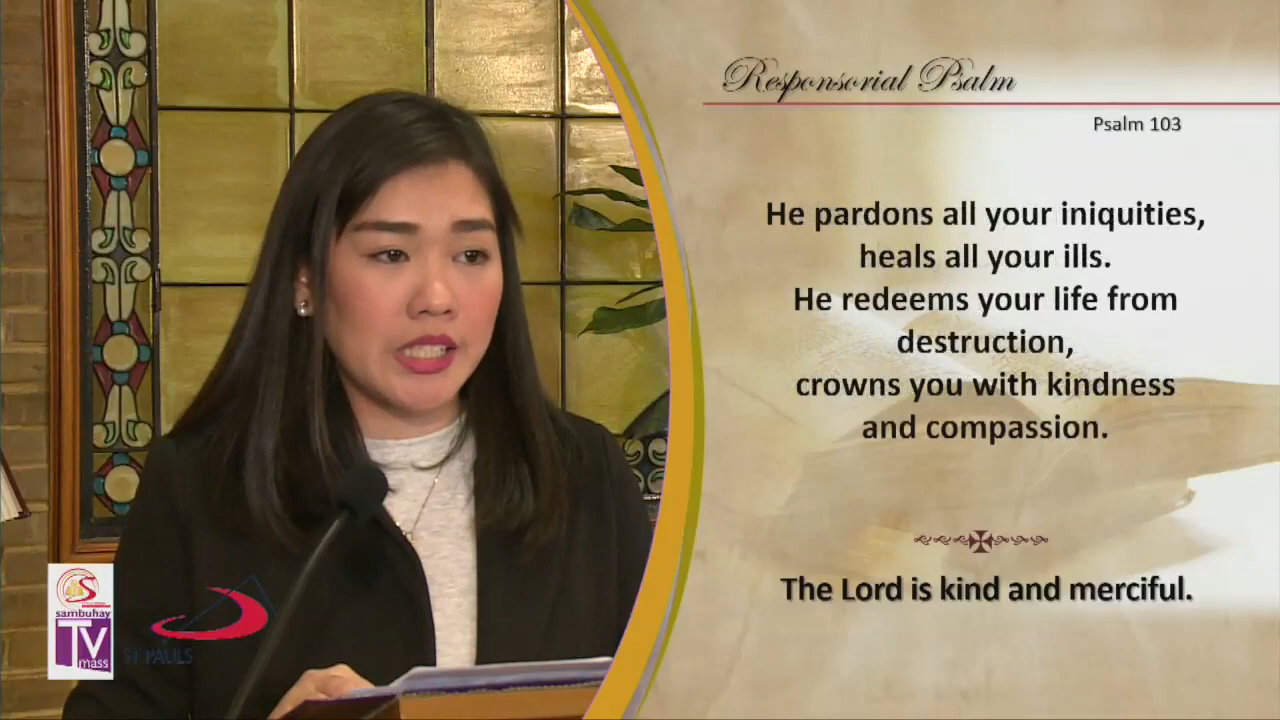 Responsorial Psalm
Psalm 103
He pardons all your iniquities,
heals all your ills.
He redeems your life from
destruction,
crowns you with kindness
and compassion.
The Lord is kind and merciful.
sambuhay
TV
mass
ST PAULS